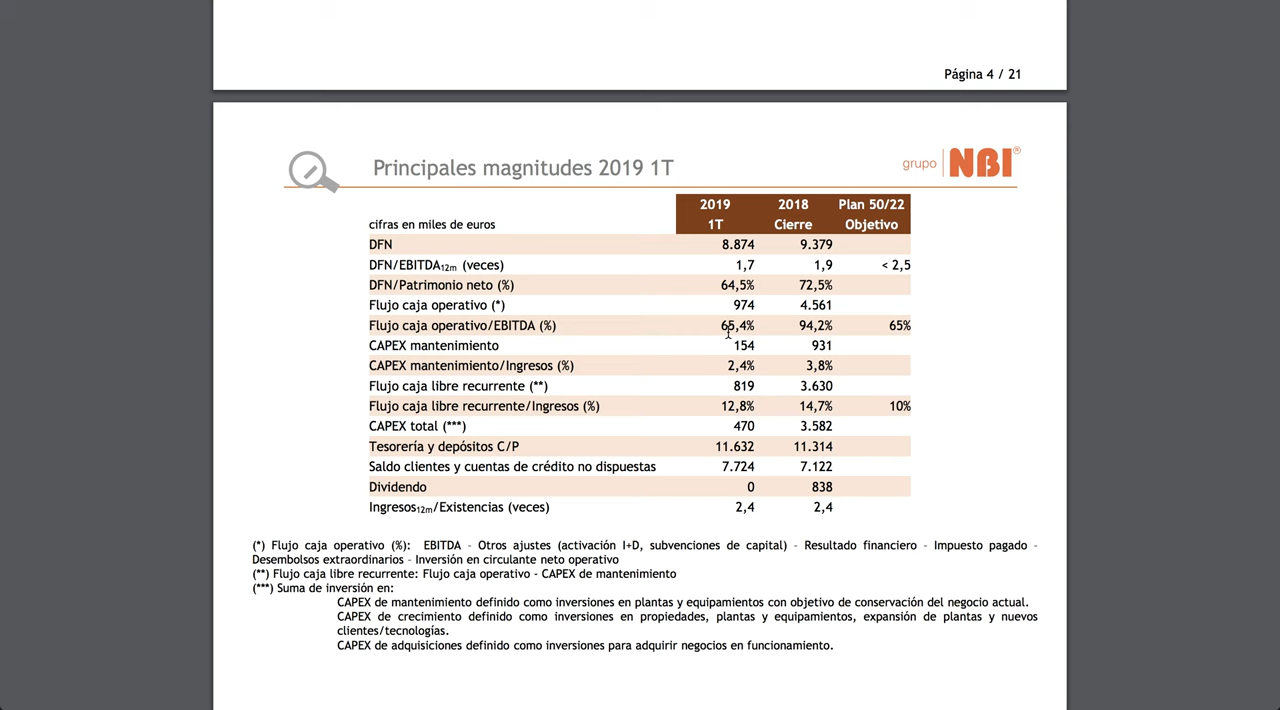 Página 4 / 21
Principales magnitudes 2019 1T
grupo NBI®
2019 2018 Plan 50/22
cifras en miles de euros 1T Cierre Objetivo
DFN 8.874 9.379
DFN/EBITDA12m (veces) 1,7 1,9 < 2,5
DFN/Patrimonio neto (%) 64,5% 72,5%
Flujo caja operativo (*) 974 4.561
Flujo caja operativo/EBITDA (%) 65,4% 94,2% 65%
CAPEX mantenimiento 154 931
CAPEX mantenimiento/Ingresos (%) 2,4% 3,8%
Flujo caja libre recurrente (**) 819 3.630
Flujo caja libre recurrente/Ingresos (%) 12,8% 14,7% 10%
CAPEX total (***) 470 3.582
Tesorería y depósitos C/P 11.632 11.314
Saldo clientes y cuentas de crédito no dispuestas 7.724 7.122
Dividendo 0 838
Ingresos12m/Existencias (veces) 2,4 2,4
(*) Flujo caja operativo (%): EBITDA - Otros ajustes (activación I+D, subvenciones de capital) - Resultado financiero - Impuesto pagado -
Desembolsos extraordinarios - Inversión en circulante neto operativo
(**) Flujo caja libre recurrente: Flujo caja operativo - CAPEX de mantenimiento
(***) Suma de inversión en:
CAPEX de mantenimiento definido como inversiones en plantas y equipamientos con objetivo de conservación del negocio actual.
CAPEX de crecimiento definido como inversiones en propiedades, plantas y equipamientos, expansión de plantas y nuevos
clientes/tecnologías.
CAPEX de adquisiciones definido como inversiones para adquirir negocios en funcionamiento.